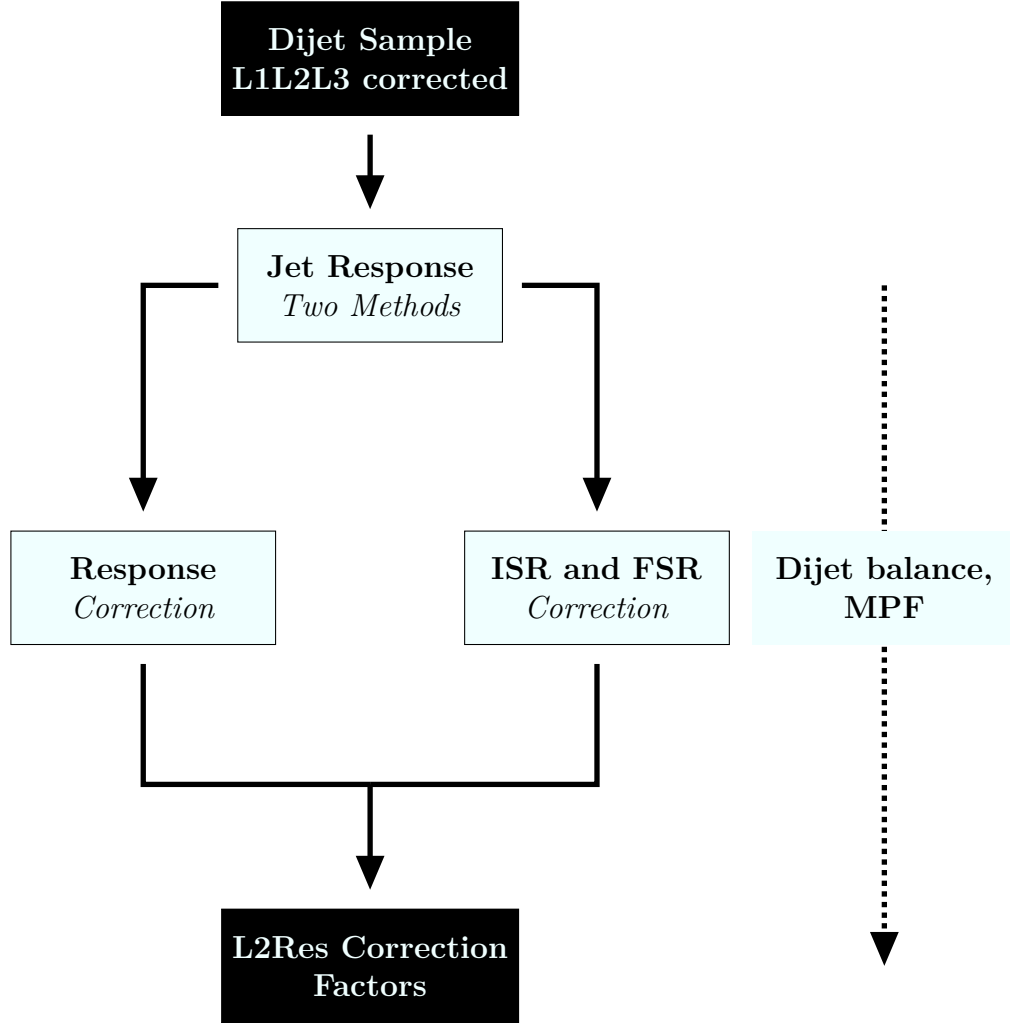 Dijet Sample
L1L2L3 corrected
Jet Response
Two Methods
Response
Correction
ISR and FSR
Correction
Dijet balance,
MPF
L2Res Correction
Factors